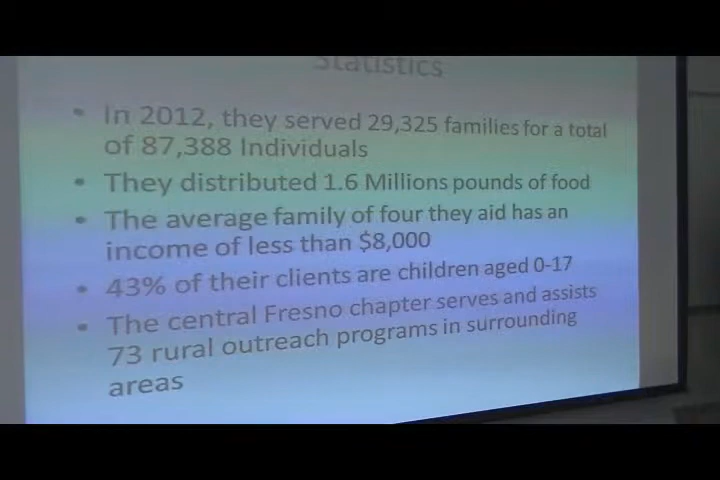 Statistics
• In 2012, they served 29,325 families for a total
of 87,388 Individuals
• They distributed 1.6 Millions pounds of food
• The average family of four they aid has an
income of less than $8,000
• 43% of their clients are children aged 0-17
• The central Fresno chapter serves and assists
73 rural outreach programs in surrounding
areas